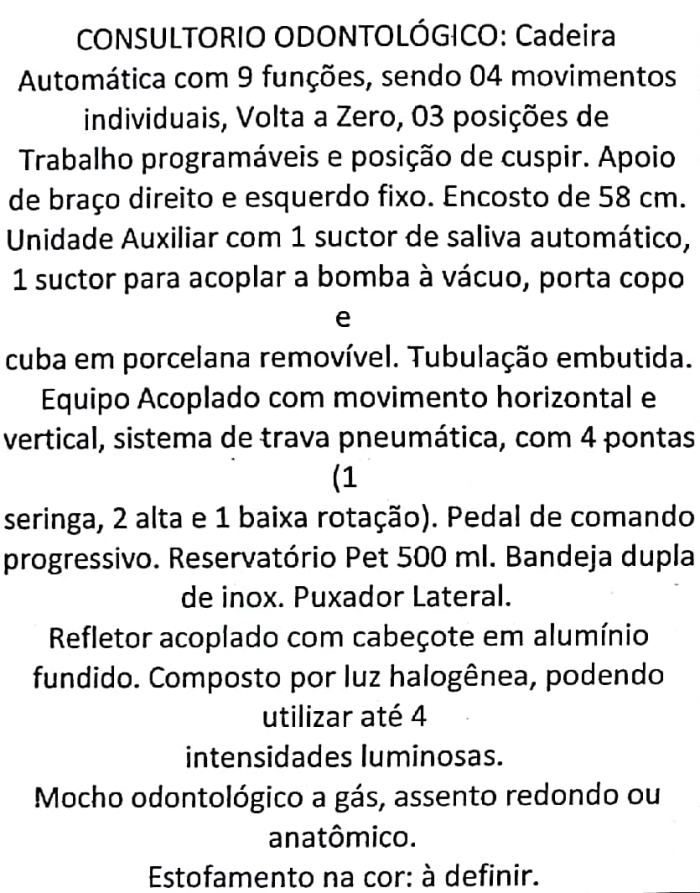 CONSULTORIO ODONTOLÓGICO: Cadeira
Automática com 9 funções, sendo 04 movimentos
individuais, Volta a Zero, 03 posições de
Trabalho programáveis e posição de cuspir. Apoio
de braço direito e esquerdo fixo. Encosto de 58 cm.
Unidade Auxiliar com 1 suctor de saliva automático,
1 suctor para acoplar a bomba à vácuo, porta copo
e
cuba em porcelana removível. Tubulação embutida.
Equipo Acoplado com movimento horizontal e
vertical, sistema de trava pneumática, com 4 pontas
(1
seringa, 2 alta e 1 baixa rotação). Pedal de comando
progressivo. Reservatório Pet 500 ml. Bandeja dupla
de inox. Puxador Lateral.
Refletor acoplado com cabeçote em alumínio
fundido. Composto por luz halogênea, podendo
utilizar até 4
intensidades luminosas.
Mocho odontológico a gás, assento redondo ou
anatômico.
Estofamento na cor: à definir.